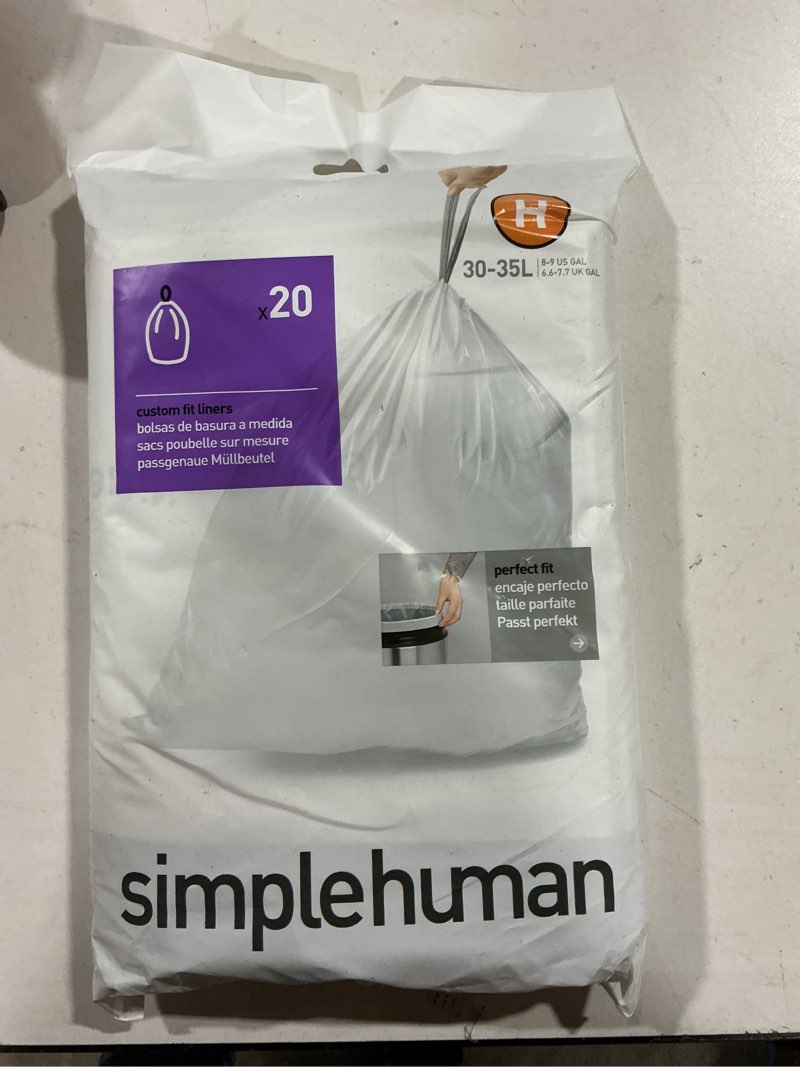 H
30-35L
8-9 US GAL
6.6-7.7 UK GAL
x20
custom fit liners
bolsas de basura a medida
sacs poubelle sur mesure
passgenaue Müllbeutel
perfect fit
encaje perfecto
taille parfaite
Passt perfekt
simplehuman